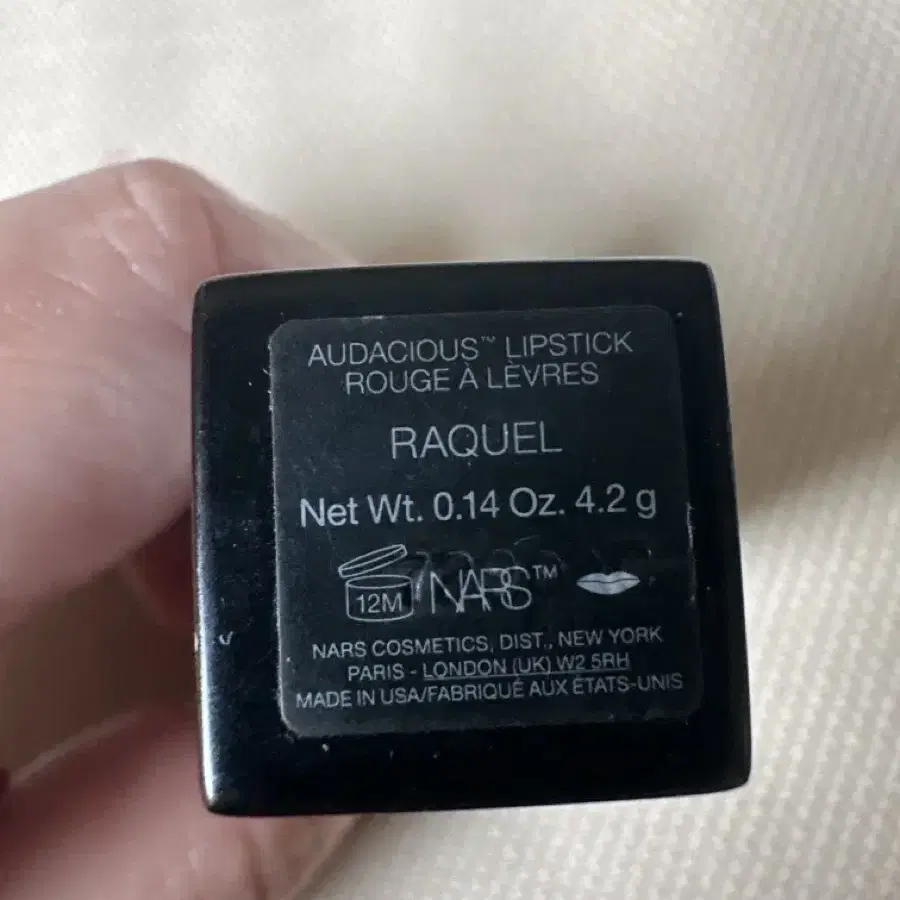 AUDACIOUS™ LIPSTICK
ROUGE À LÈVRES
RAQUEL
Net Wt. 0.14 Oz. 4.2 g
12M NARS™
NARS COSMETICS, DIST., NEW YORK
PARIS - LONDON (UK) W2 5RH
MADE IN USA/FABRIQUÉ AUX ÉTATS-UNIS